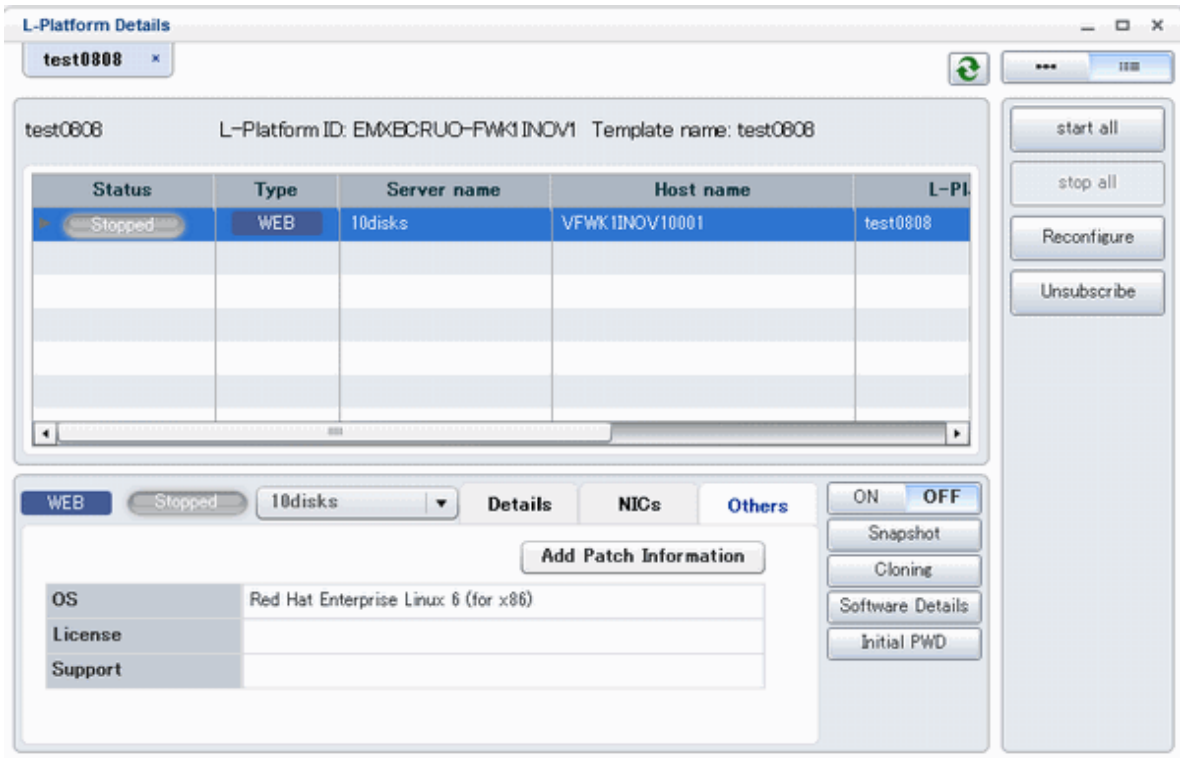 L-Platform Details
test0808 ×
test0808 L-Platform ID: EMXBCRUO-FWK1INOV1 Template name: test0808
start all
Status Type Server name Host name L-Pl
stop all
Stopped WEB 10disks VFWK1INOV10001 test0808
Reconfigure
Unsubscribe
WEB Stopped 10disks Details NICs Others ON OFF
Snapshot
Add Patch Information
Cloning
OS Red Hat Enterprise Linux 6 (for x86)
Software Details
License
Initial PWD
Support